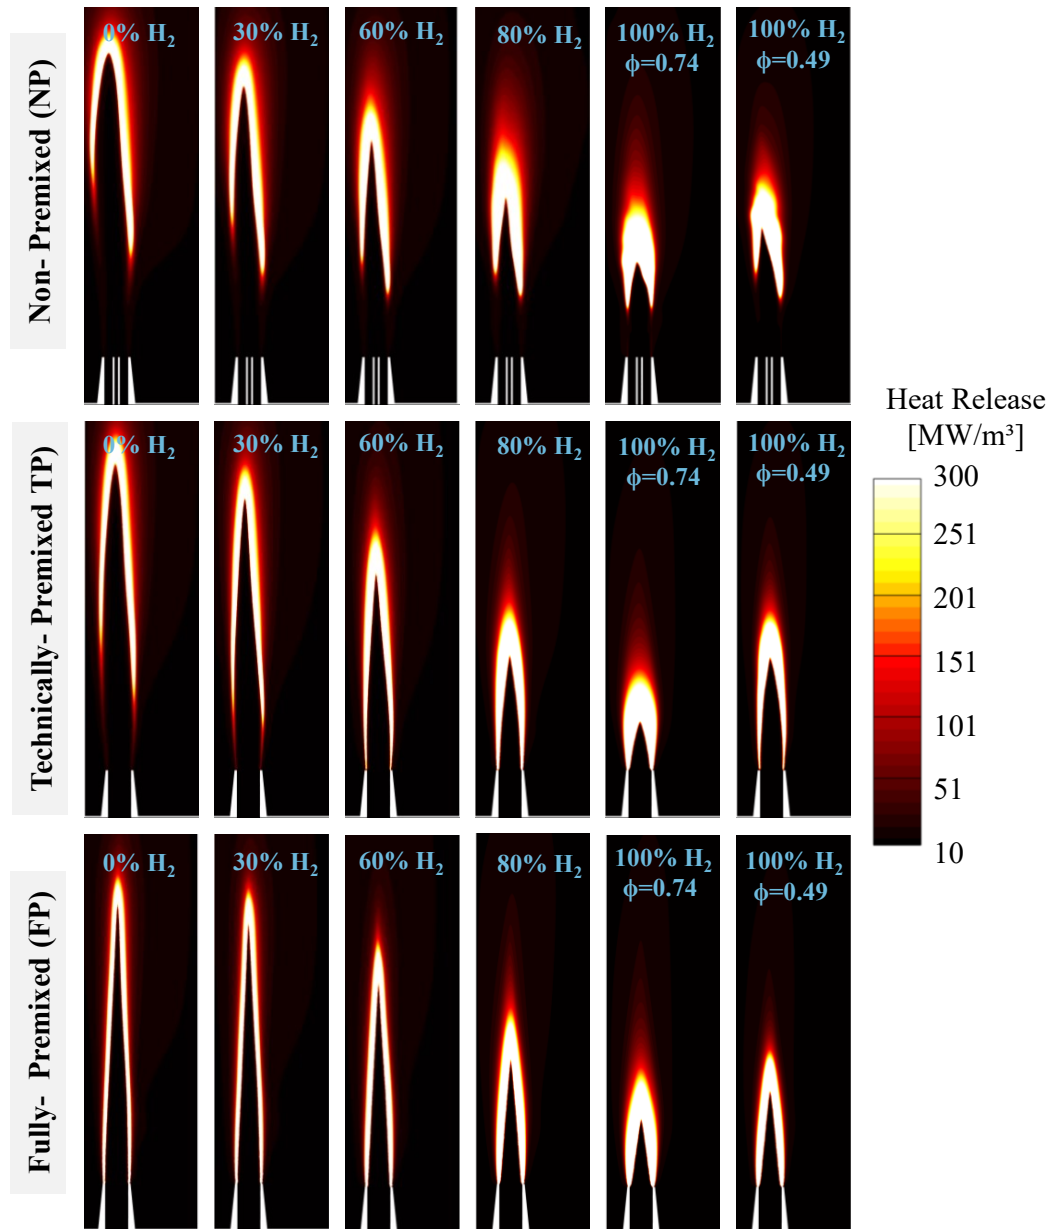 Non- Premixed (NP)
0% H₂
30% H₂
60% H₂
80% H₂
100% H₂
ϕ=0.74
100% H₂
ϕ=0.49
Technically- Premixed TP)
0% H₂
30% H₂
60% H₂
80% H₂
100% H₂
ϕ=0.74
100% H₂
ϕ=0.49
Fully- Premixed (FP)
0% H₂
30% H₂
60% H₂
80% H₂
100% H₂
ϕ=0.74
100% H₂
ϕ=0.49
Heat Release
[MW/m³]
300
251
201
151
101
51
10